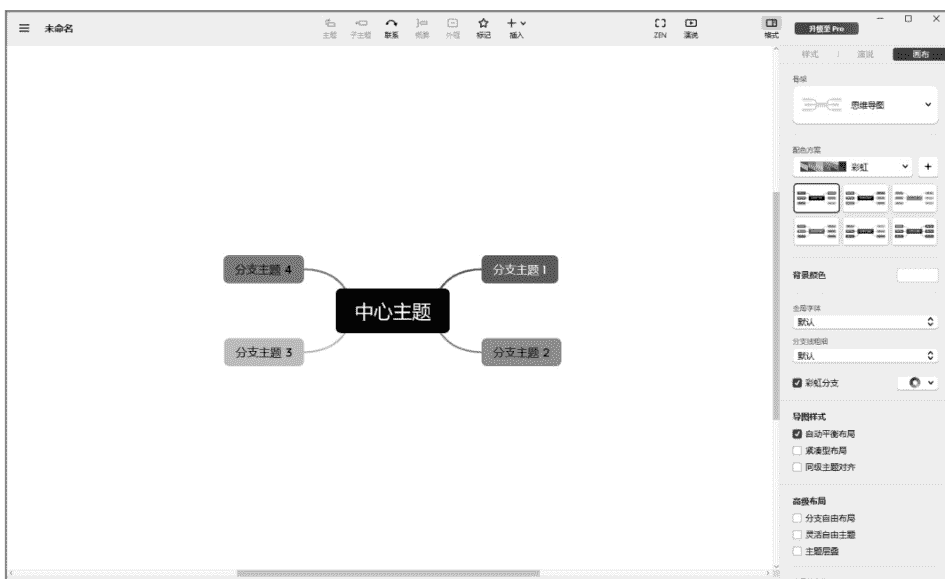 未命名
主题 子主题 联系 概要 外框 标记 插入
ZEN 演说 格式 升级至 Pro
样式 演说 画布
骨架
思维导图
配色方案
彩虹
背景颜色
全局字体
默认
分支线粗细
默认
彩虹分支
导图样式
自动平衡布局
紧凑型布局
同级主题对齐
高级布局
分支自由布局
灵活自由主题
主题层叠
分支主题 4
分支主题 1
中心主题
分支主题 3
分支主题 2